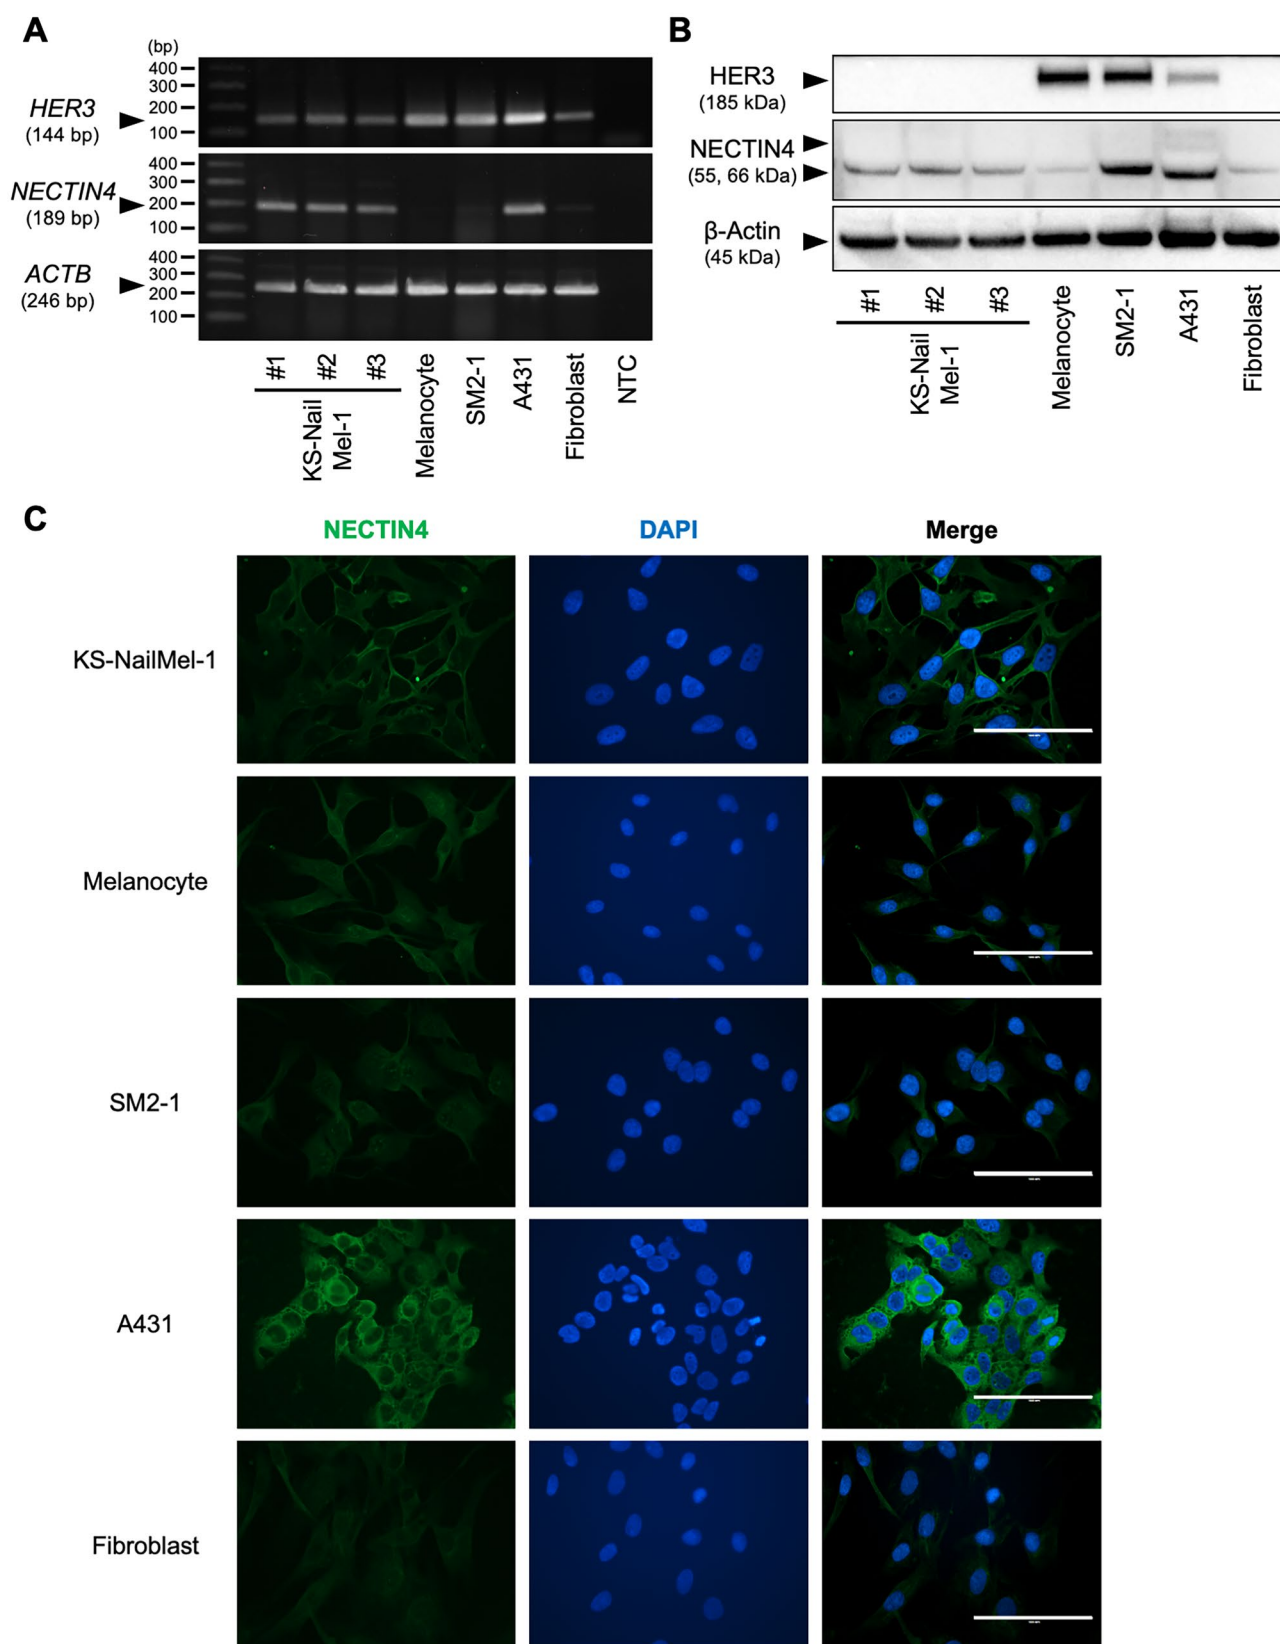 A
(bp)
400
300
200
100
HER3
(144 bp)
400
300
200
100
NECTIN4
(189 bp)
400
300
200
100
ACTB
(246 bp)
#1
#2
#3
KS-Nail
Mel-1
Melanocyte
SM2-1
A431
Fibroblast
NTC
B
HER3
(185 kDa)
NECTIN4
(55, 66 kDa)
β-Actin
(45 kDa)
#1
#2
#3
KS-Nail
Mel-1
Melanocyte
SM2-1
A431
Fibroblast
C
NECTIN4 DAPI Merge
KS-NailMel-1
Melanocyte
SM2-1
A431
Fibroblast